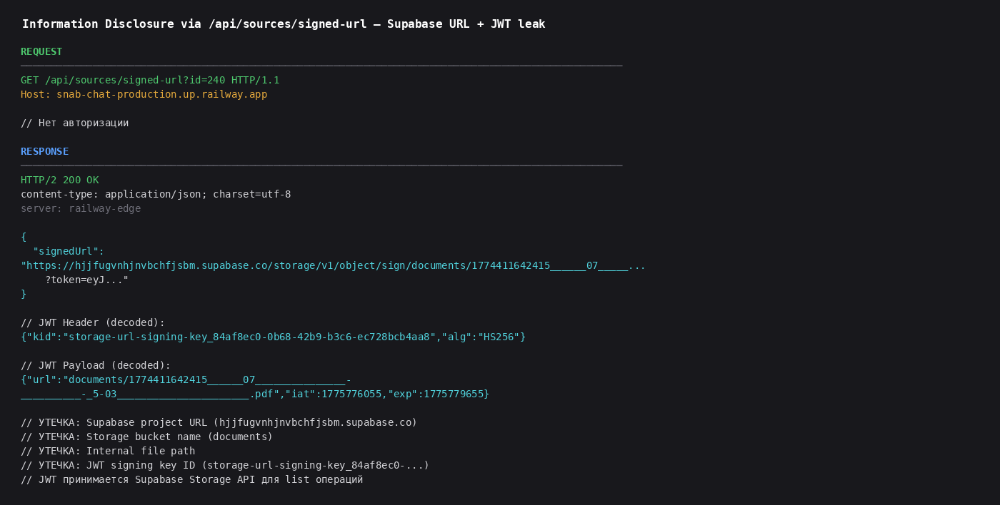 Information Disclosure via /api/sources/signed-url — Supabase URL + JWT leak
REQUEST
GET /api/sources/signed-url?id=240 HTTP/1.1
Host: snab-chat-production.up.railway.app
// Нет авторизации
RESPONSE
HTTP/2 200 OK
content-type: application/json; charset=utf-8
server: railway-edge
{
"signedUrl":
"https://hjjfugvnhjnvbchfjsbm.supabase.co/storage/v1/object/sign/documents/1774411642415______07_____...
?token=eyJ..."
}
// JWT Header (decoded):
{"kid":"storage-url-signing-key_84af8ec0-0b68-42b9-b3c6-ec728bcb4aa8","alg":"HS256"}
// JWT Payload (decoded):
{"url":"documents/1774411642415______07_______________-
__________-_5-03______________________.pdf","iat":1775776055,"exp":1775779655}
// УТЕЧКА: Supabase project URL (hjjfugvnhjnvbchfjsbm.supabase.co)
// УТЕЧКА: Storage bucket name (documents)
// УТЕЧКА: Internal file path
// УТЕЧКА: JWT signing key ID (storage-url-signing-key_84af8ec0-...)
// JWT принимается Supabase Storage API для list операций